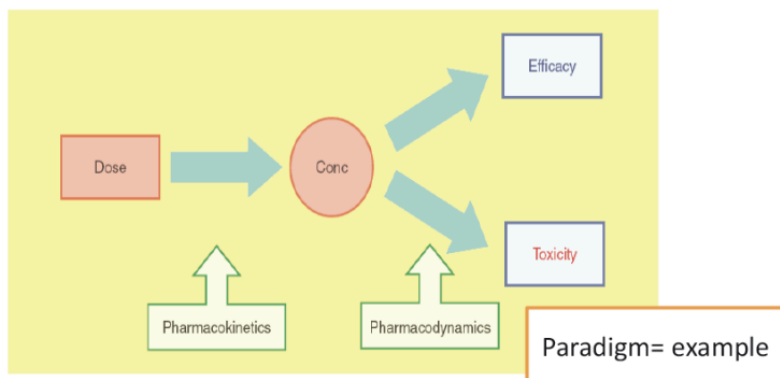 Efficacy
Dose
Conc
Toxicity
Pharmacokinetics
Pharmacodynamics
Paradigm= example